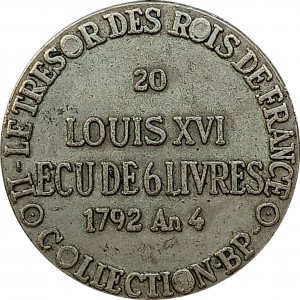 II - LE TRESOR DES ROIS DE FRANCE
20
LOUIS XVI
ECU DE 6 LIVRES
1792 An 4
COLLECTION·BP·